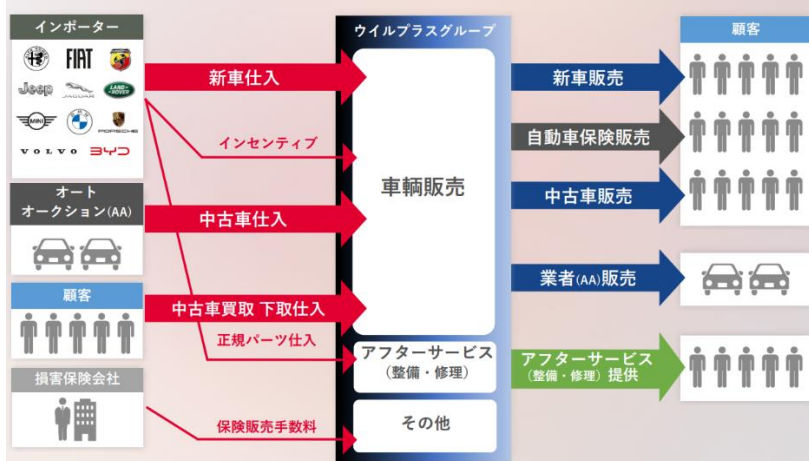 インポーター
FIAT
Jeep
JAGUAR
LAND-ROVER
MINI
PORSCHE
VOLVO
BYD
オート
オークション(AA)
顧客
損害保険会社
新車仕入
インセンティブ
中古車仕入
中古車買取 下取仕入
正規パーツ仕入
保険販売手数料
ウイルプラスグループ
車輌販売
アフターサービス
(整備・修理)
その他
新車販売
自動車保険販売
中古車販売
業者(AA)販売
アフターサービス
(整備・修理) 提供
顧客